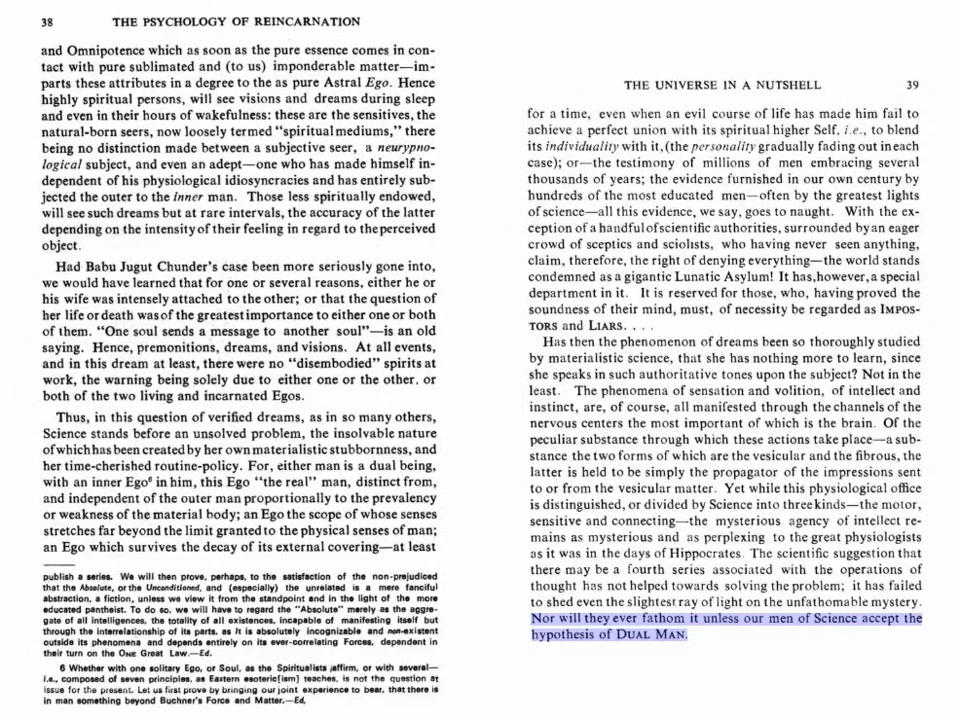 38 THE PSYCHOLOGY OF REINCARNATION
and Omnipotence which as soon as the pure essence comes in con-
tact with pure sublimated and (to us) imponderable matter—im-
parts these attributes in a degree to the as pure Astral Ego. Hence
highly spiritual persons, will see visions and dreams during sleep
and even in their hours of wakefulness: these are the sensitives, the
natural-born seers, now loosely termed "spiritual mediums," there
being no distinction made between a subjective seer, a neurypno-
logical subject, and even an adept—one who has made himself in-
dependent of his physiological idiosyncracies and has entirely sub-
jected the outer to the inner man. Those less spiritually endowed,
will see such dreams but at rare intervals, the accuracy of the latter
depending on the intensity of their feeling in regard to the perceived
object.
Had Babu Jugut Chunder's case been more seriously gone into,
we would have learned that for one or several reasons, either he or
his wife was intensely attached to the other; or that the question of
her life or death was of the greatest importance to either one or both
of them. "One soul sends a message to another soul"—is an old
saying. Hence, premonitions, dreams, and visions. At all events,
and in this dream at least, there were no "disembodied" spirits at
work, the warning being solely due to either one or the other, or
both of the two living and incarnated Egos.
Thus, in this question of verified dreams, as in so many others,
Science stands before an unsolved problem, the insolvable nature
of which has been created by her own materialistic stubbornness, and
her time-cherished routine-policy. For, either man is a dual being,
with an inner Ego6 in him, this Ego "the real" man, distinct from,
and independent of the outer man proportionally to the prevalency
or weakness of the material body; an Ego the scope of whose senses
stretches far beyond the limit granted to the physical senses of man;
an Ego which survives the decay of its external covering—at least
publish a series. We will then prove, perhaps, to the satisfaction of the non-prejudiced
that the Absolute, or the Unconditioned, and (especially) the unrelated is a mere fanciful
abstraction, a fiction, unless we view it from the standpoint and in the light of the more
educated pantheist. To do so, we will have to regard the "Absolute" merely as the aggre-
gate of all intelligences, the totality of all existences, incapable of manifesting itself but
through the interrelationship of its parts, as It is absolutely incognizable and non-existent
outside its phenomena and depends entirely on its ever-correlating Forces, dependent in
their turn on the ONE Great Law.—Ed.
6 Whether with one solitary Ego, or Soul, as the Spiritualists affirm, or with several—
i.e., composed of seven principles, as Eastern esoteric[ism] teaches, is not the question at
issue for the present. Let us first prove by bringing our joint experience to bear, that there is
in man something beyond Buchner's Force and Matter.—Ed,
THE UNIVERSE IN A NUTSHELL 39
for a time, even when an evil course of life has made him fail to
achieve a perfect union with its spiritual higher Self, i.e., to blend
its individuality with it, (the personality gradually fading out in each
case); or—the testimony of millions of men embracing several
thousands of years; the evidence furnished in our own century by
hundreds of the most educated men—often by the greatest lights
of science—all this evidence, we say, goes to naught. With the ex-
ception of a handful of scientific authorities, surrounded by an eager
crowd of sceptics and sciolists, who having never seen anything,
claim, therefore, the right of denying everything—the world stands
condemned as a gigantic Lunatic Asylum! It has, however, a special
department in it. It is reserved for those, who, having proved the
soundness of their mind, must, of necessity be regarded as IMPOS-
TORS and LIARS. . . .
Has then the phenomenon of dreams been so thoroughly studied
by materialistic science, that she has nothing more to learn, since
she speaks in such authoritative tones upon the subject? Not in the
least. The phenomena of sensation and volition, of intellect and
instinct, are, of course, all manifested through the channels of the
nervous centers the most important of which is the brain. Of the
peculiar substance through which these actions take place—a sub-
stance the two forms of which are the vesicular and the fibrous, the
latter is held to be simply the propagator of the impressions sent
to or from the vesicular matter. Yet while this physiological office
is distinguished, or divided by Science into three kinds—the motor,
sensitive and connecting—the mysterious agency of intellect re-
mains as mysterious and as perplexing to the great physiologists
as it was in the days of Hippocrates. The scientific suggestion that
there may be a fourth series associated with the operations of
thought has not helped towards solving the problem; it has failed
to shed even the slightest ray of light on the unfathomable mystery.
Nor will they ever fathom it unless our men of Science accept the
hypothesis of DUAL MAN.